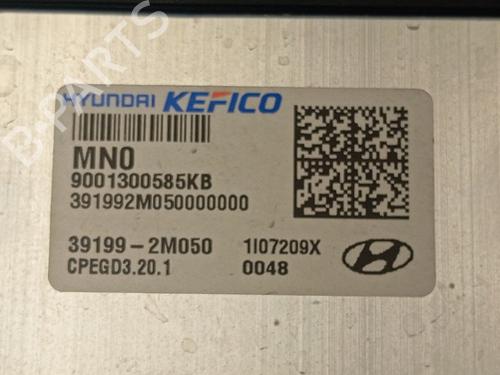 B-PARTS
HYUNDAI KEFICO
MN0
9001300585KB
391992M050000000
39199-2M050 1I07209X
CPEGD3.20.1 0048